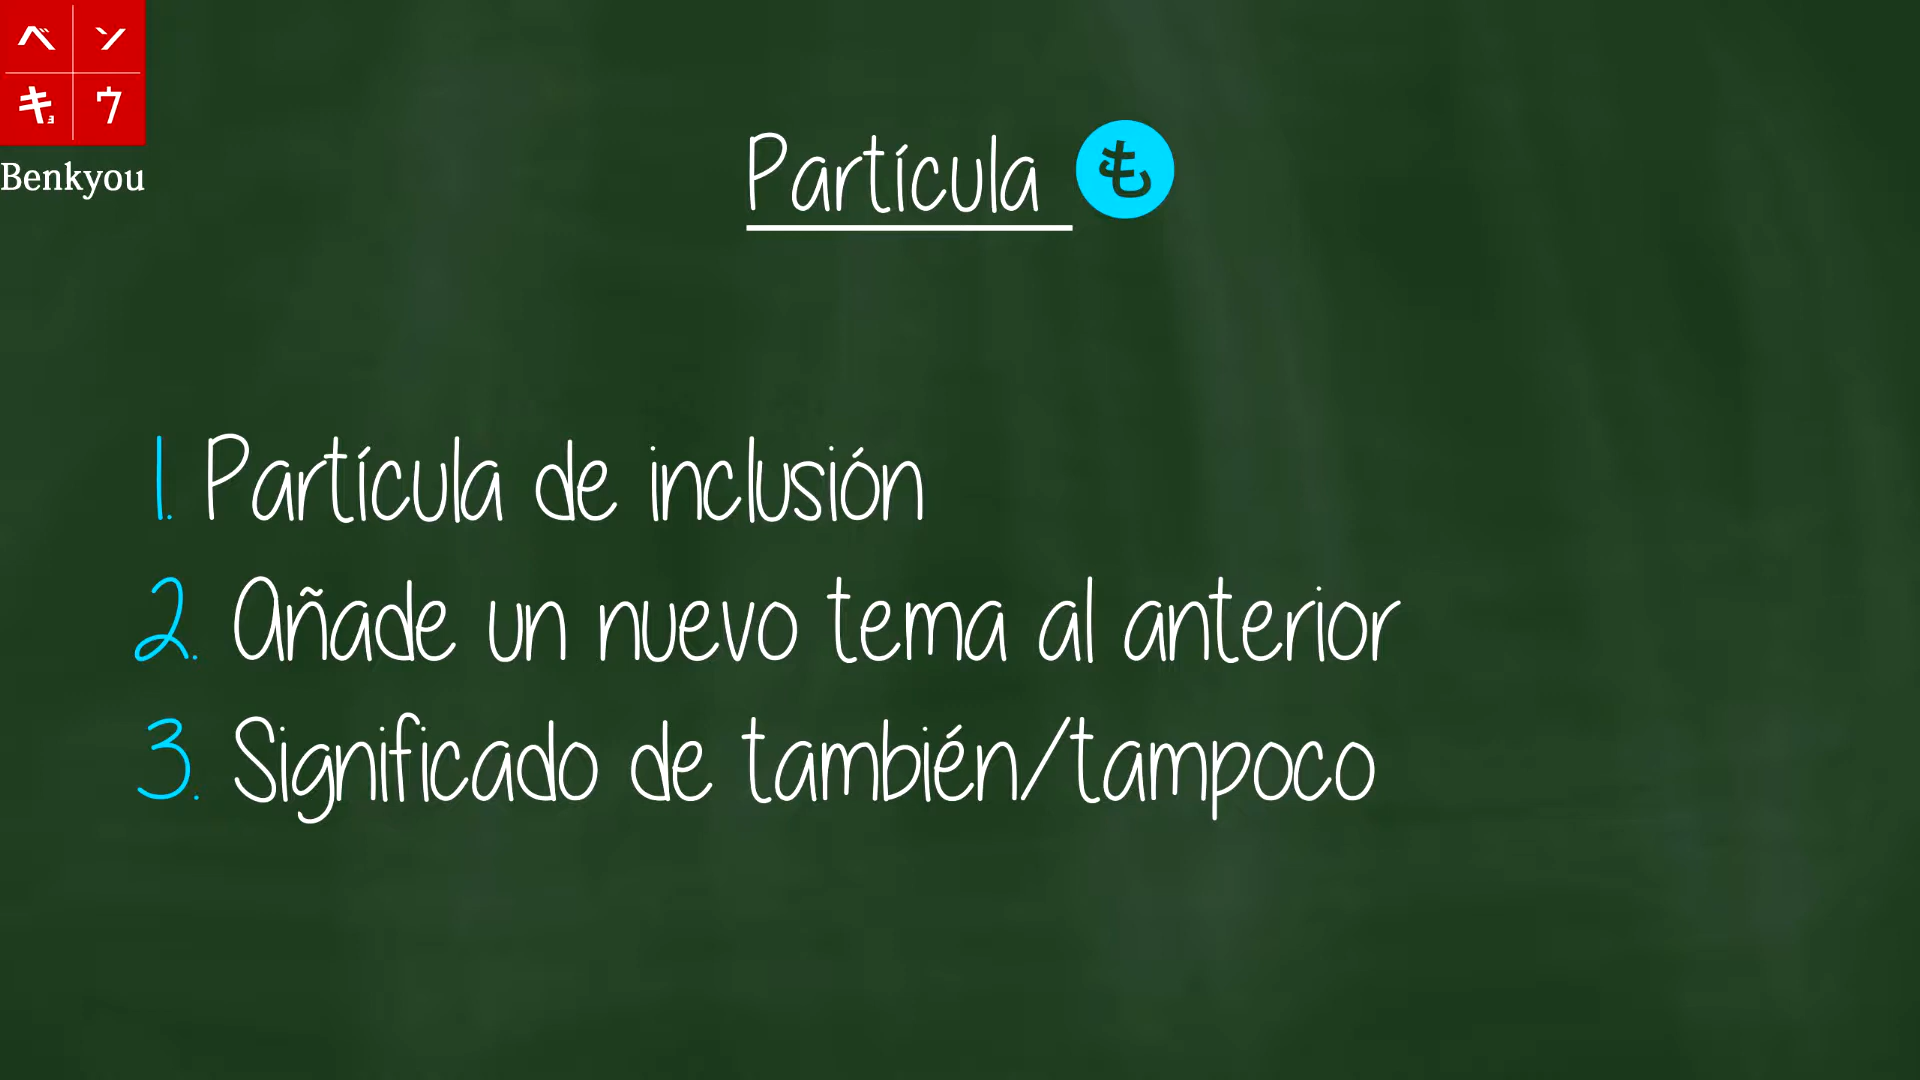 ベン
キョウ
Benkyou
Partícula も
1. Partícula de inclusión
2. Añade un nuevo tema al anterior
3. Significado de también/tampoco